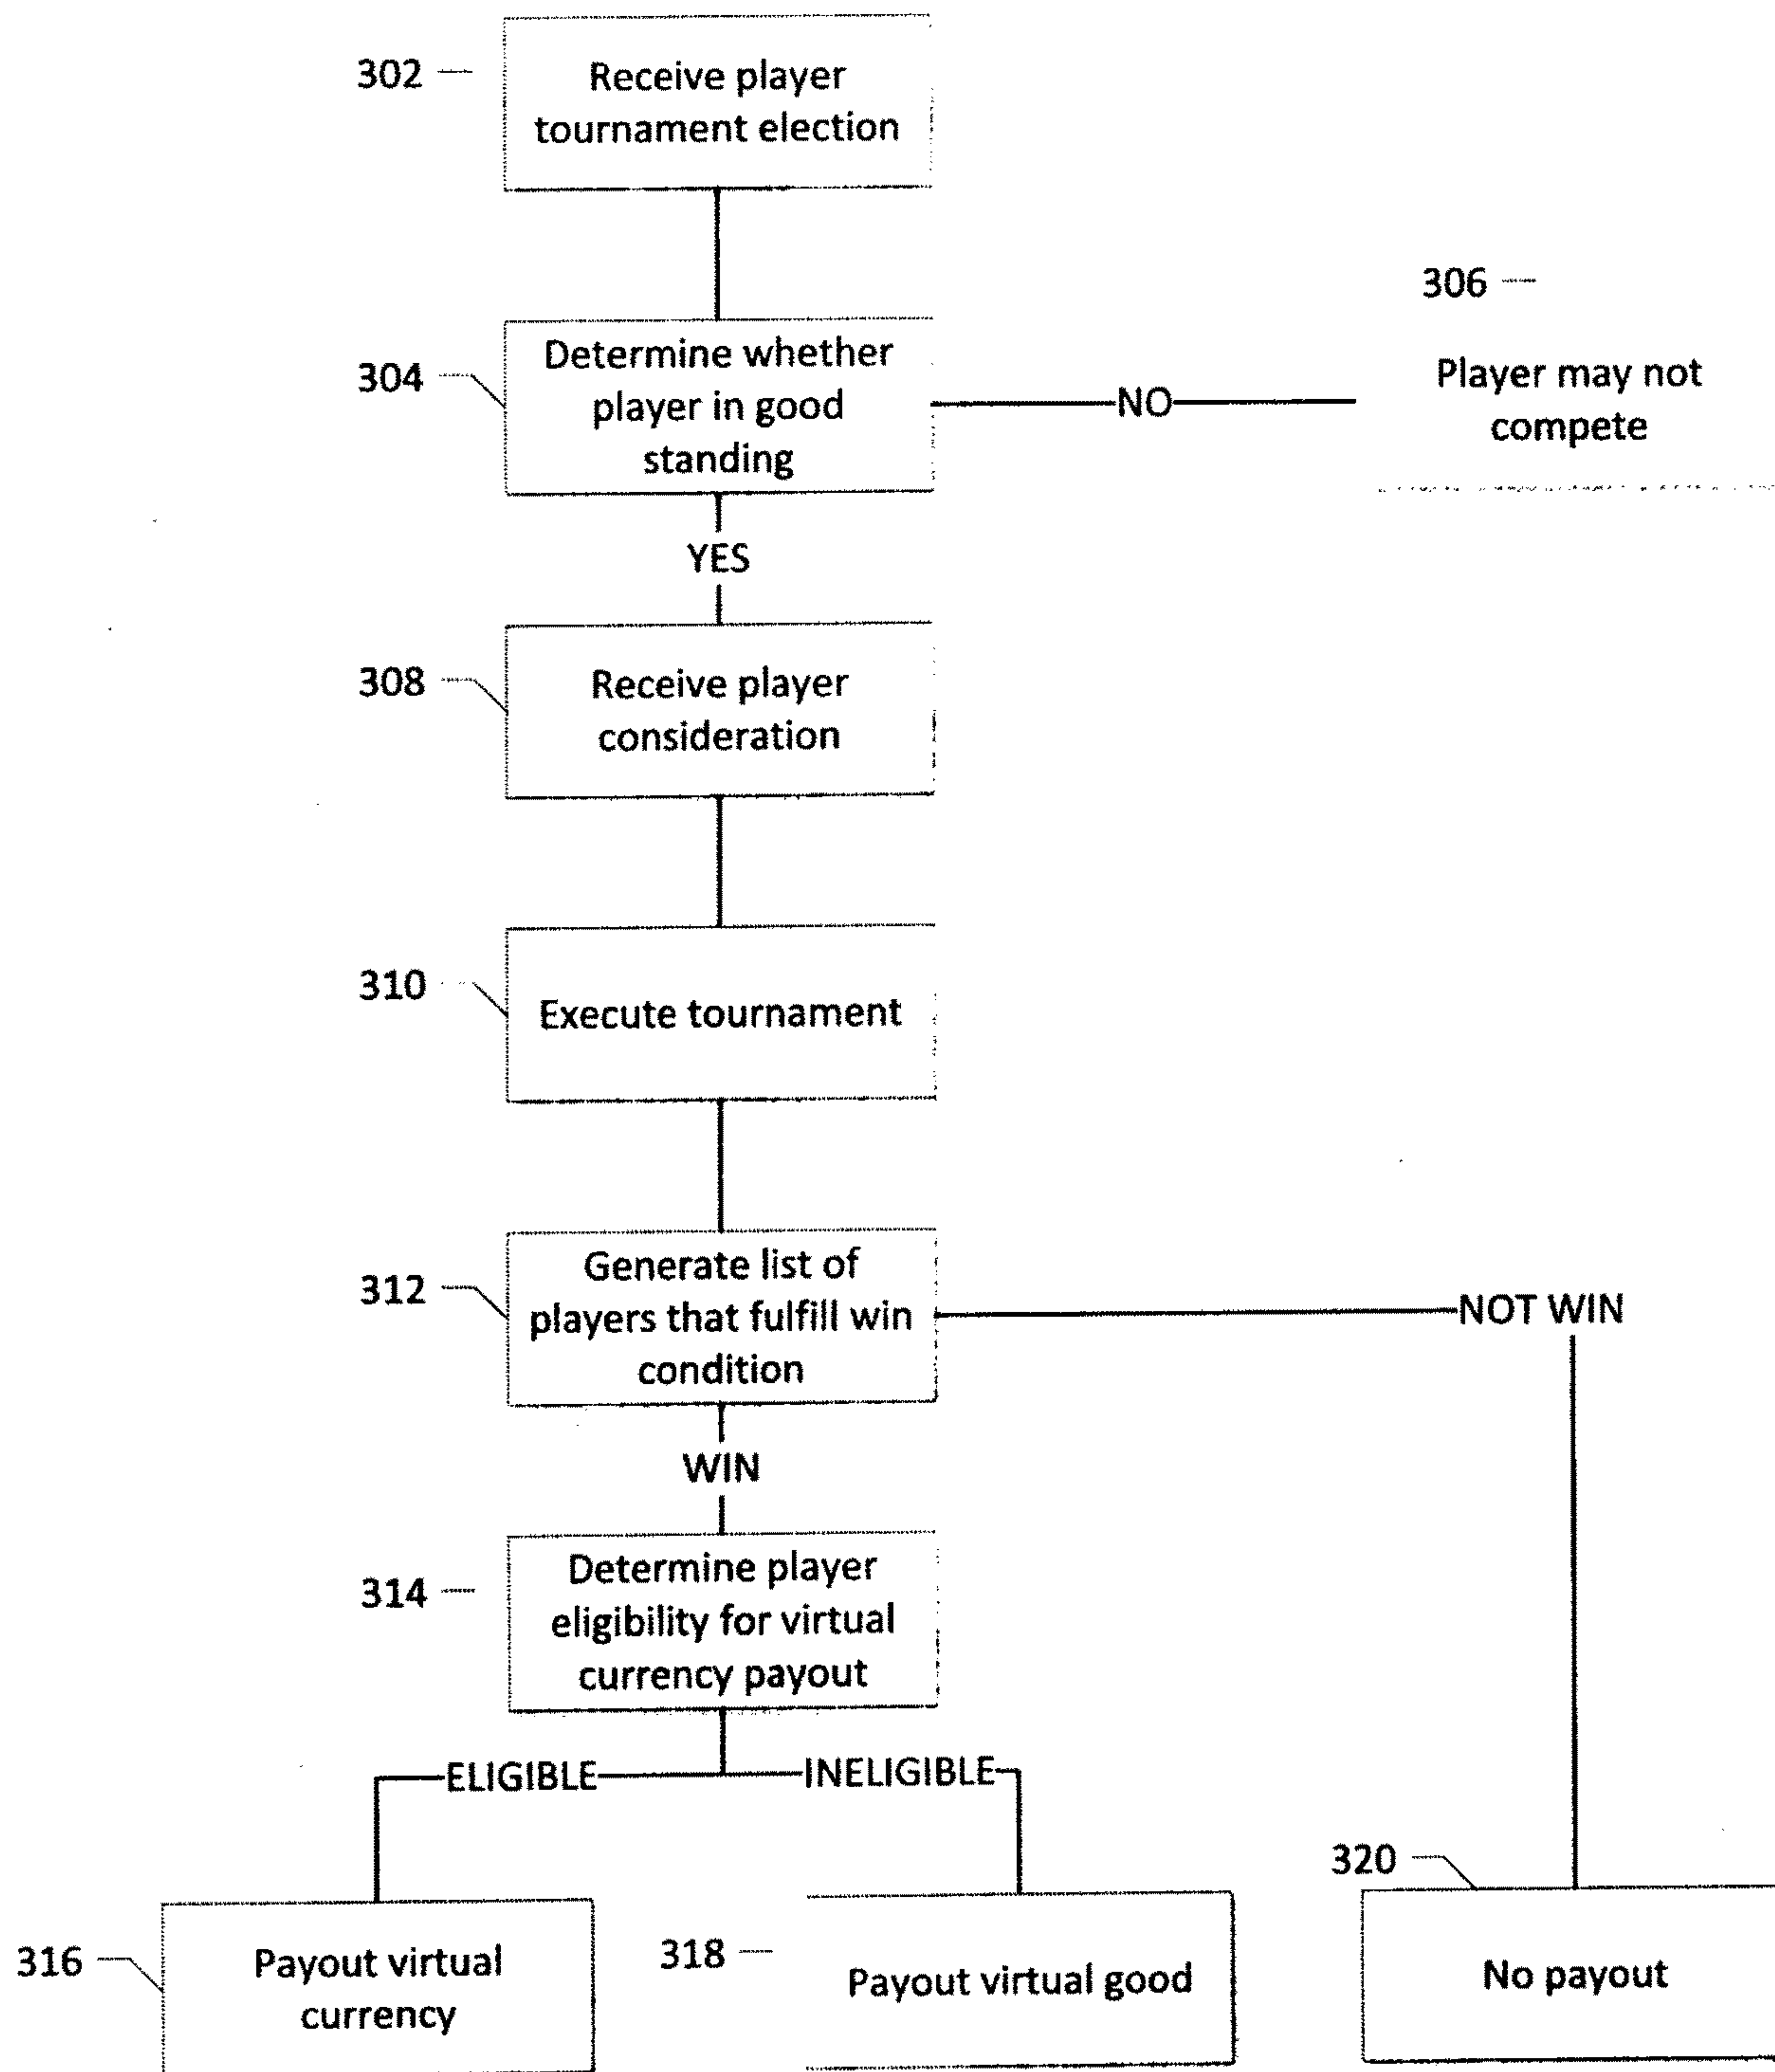 302
Receive player
tournament election
306
304
Determine whether
player in good
standing
NO
Player may not
compete
YES
308
Receive player
consideration
310
Execute tournament
312
Generate list of
players that fulfill win
condition
NOT WIN
WIN
314
Determine player
eligibility for virtual
currency payout
ELIGIBLE
INELIGIBLE
316
Payout virtual
currency
318
Payout virtual good
320
No payout